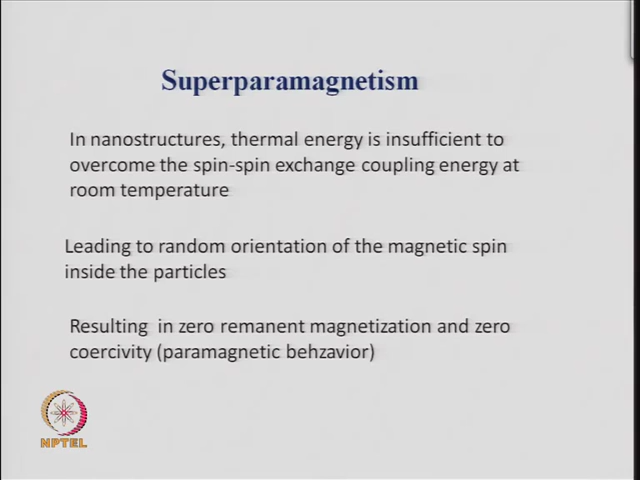 Superparamagnetism
In nanostructures, thermal energy is insufficient to
overcome the spin-spin exchange coupling energy at
room temperature
Leading to random orientation of the magnetic spin
inside the particles
Resulting in zero remanent magnetization and zero
coercivity (paramagnetic behzavior)
NPTEL